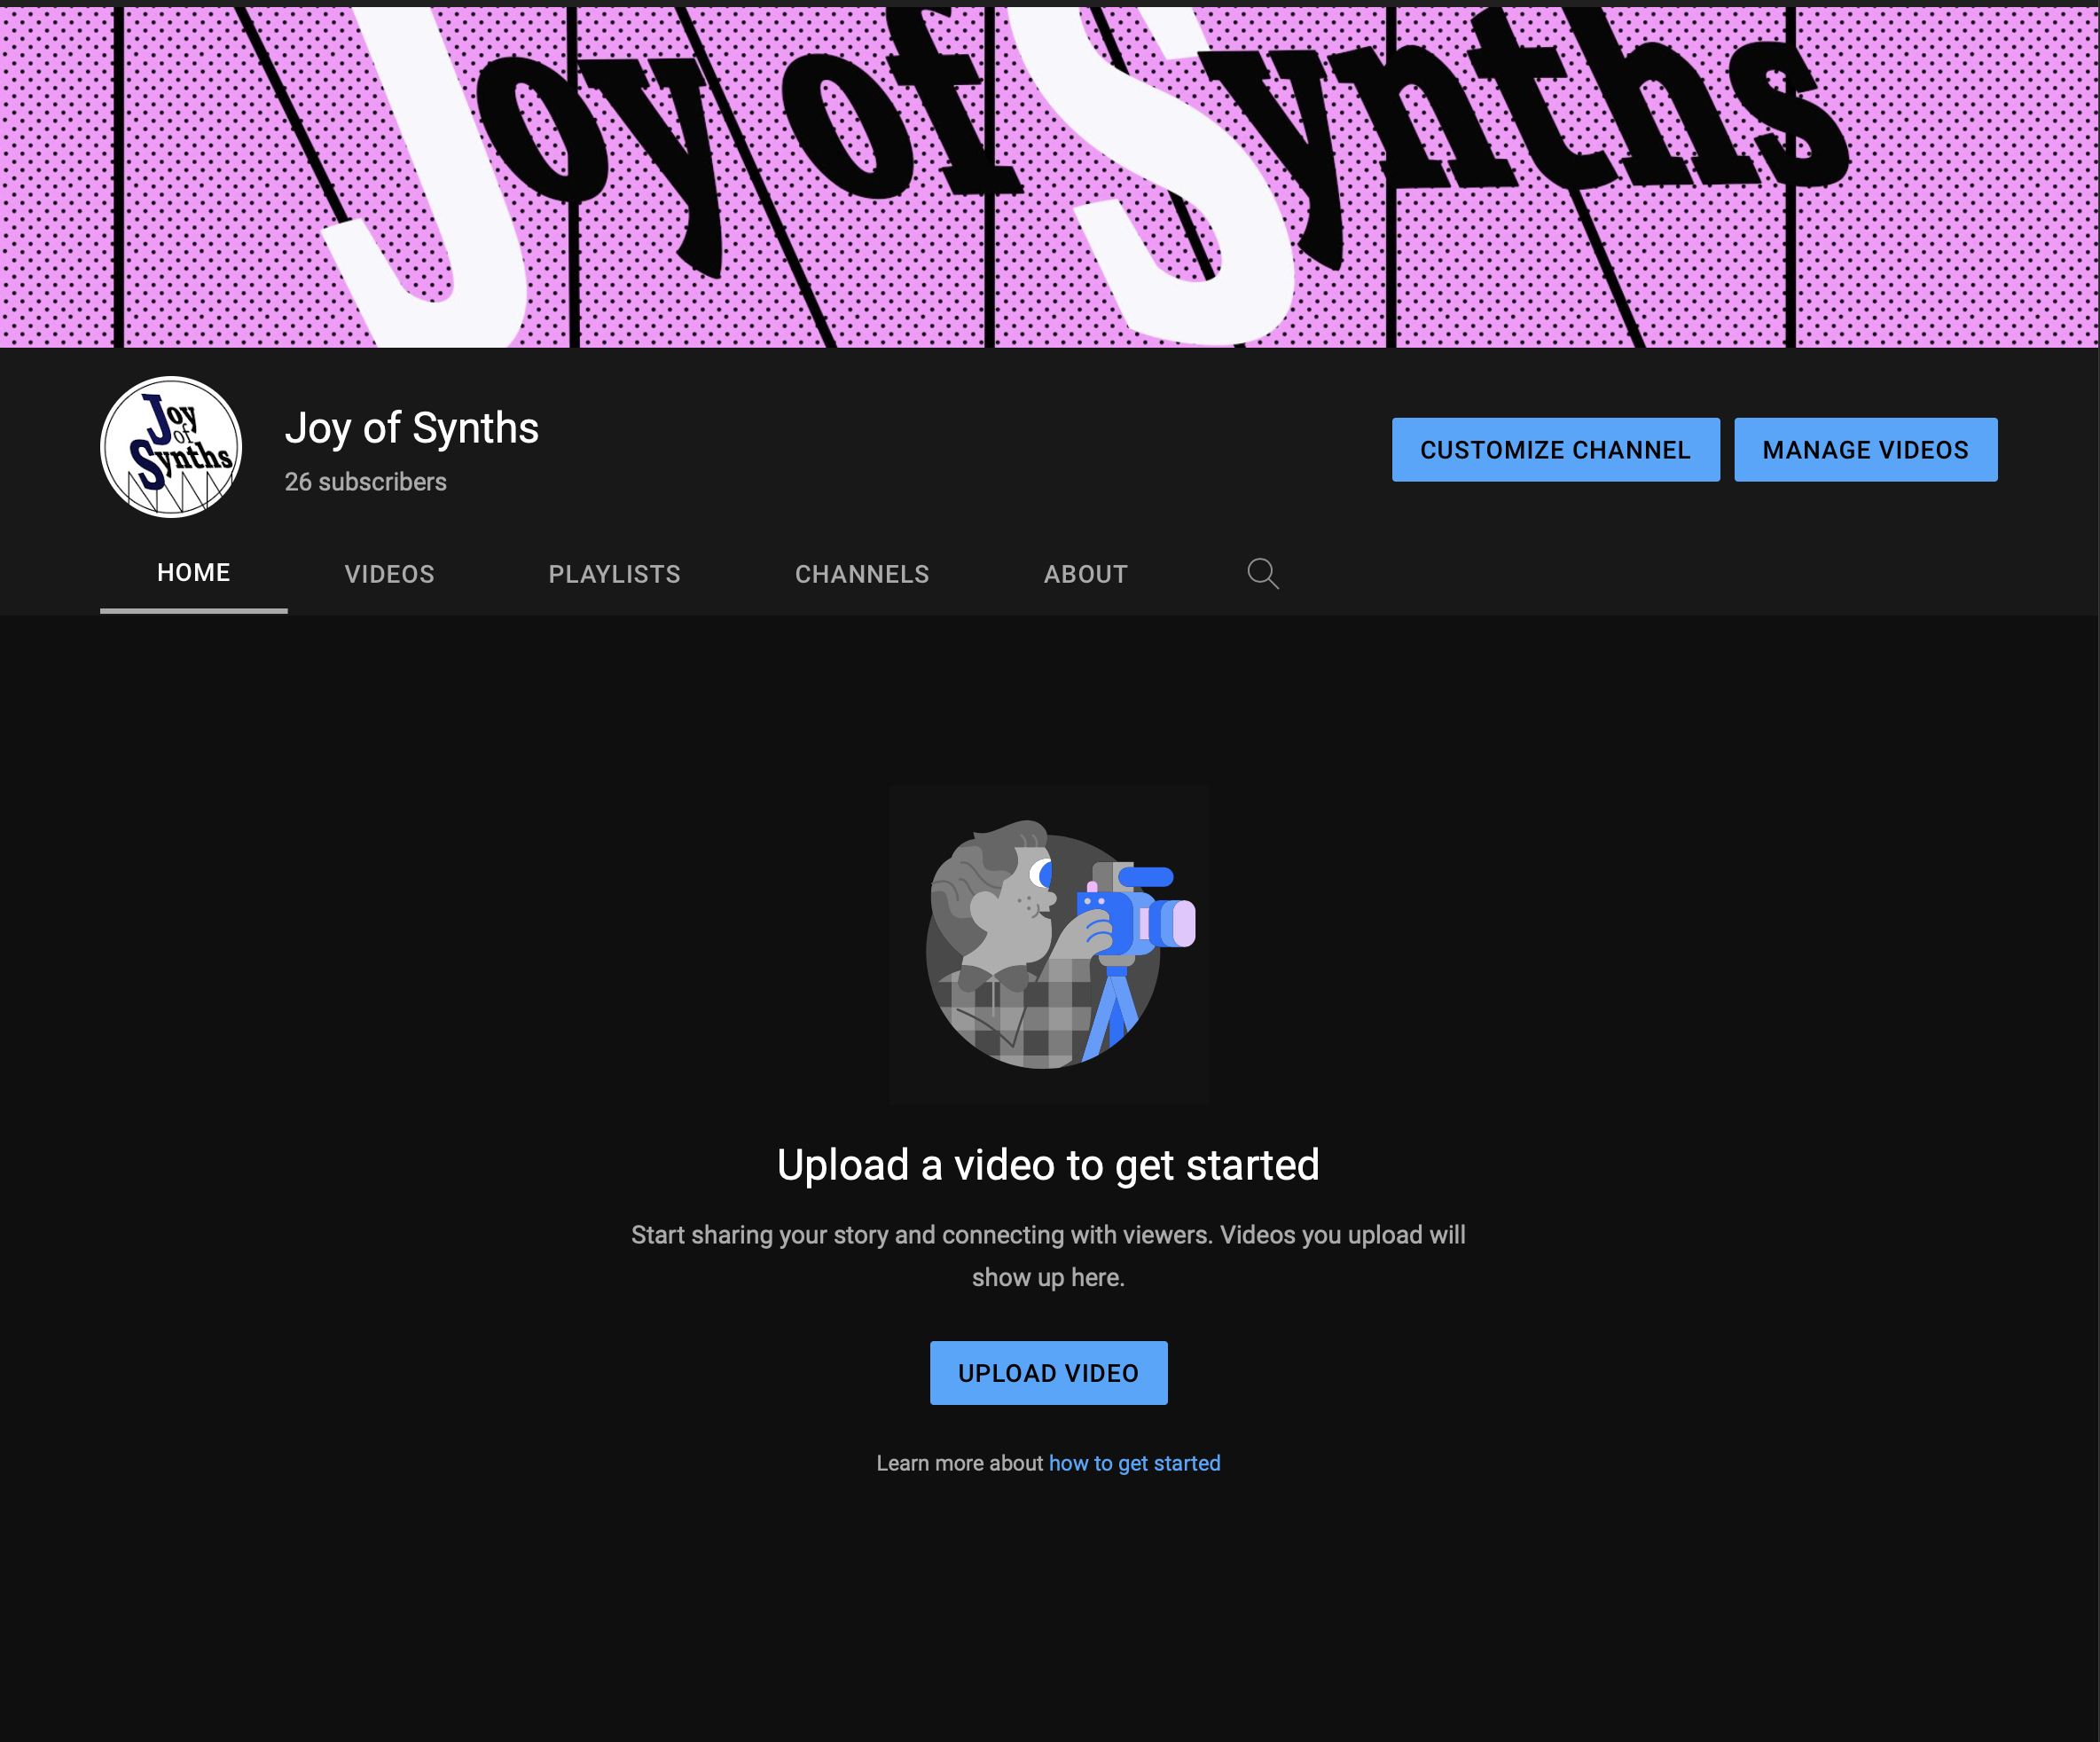 Joy of Synths
Joy
of
Synths
Joy of Synths
26 subscribers
CUSTOMIZE CHANNEL
MANAGE VIDEOS
HOME
VIDEOS
PLAYLISTS
CHANNELS
ABOUT
Upload a video to get started
Start sharing your story and connecting with viewers. Videos you upload will
show up here.
UPLOAD VIDEO
Learn more about how to get started